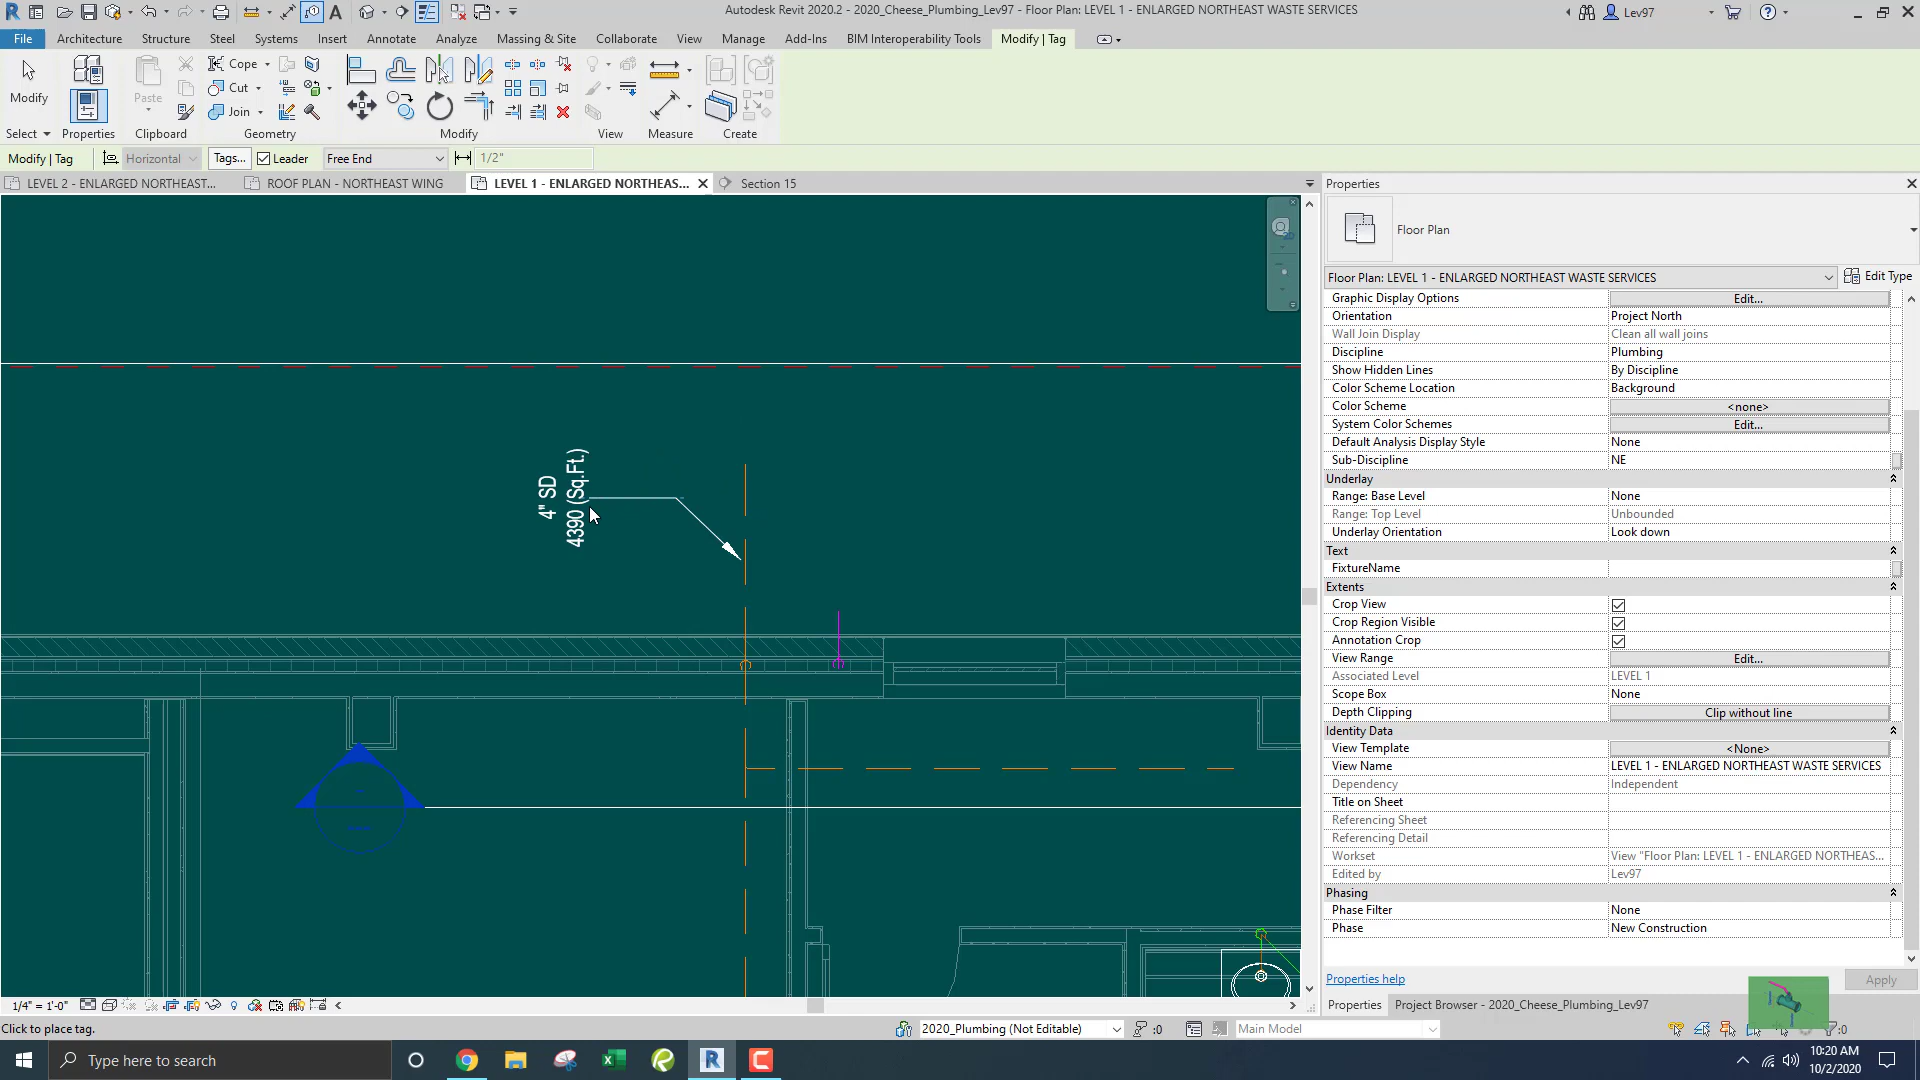 Autodesk Revit 2020.2 - 2020_Cheese_Plumbing_Lev97 - Floor Plan: LEVEL 1 - ENLARGED NORTHEAST WASTE SERVICES
Lev97
File Architecture Structure Steel Systems Insert Annotate Analyze Massing & Site Collaborate View Manage Add-Ins BIM Interoperability Tools Modify | Tag
Modify Paste Cope Cut Join
Select Properties Clipboard Geometry Modify View Measure Create
Modify | Tag Horizontal Tags... Leader Free End 1/2"
LEVEL 2 - ENLARGED NORTHEAST... ROOF PLAN - NORTHEAST WING LEVEL 1 - ENLARGED NORTHEAS... Section 15
4" SD
4390 (Sq.Ft.)
Properties
Floor Plan
Floor Plan: LEVEL 1 - ENLARGED NORTHEAST WASTE SERVICES Edit Type
Graphic Display Options Edit...
Orientation Project North
Wall Join Display Clean all wall joins
Discipline Plumbing
Show Hidden Lines By Discipline
Color Scheme Location Background
Color Scheme <none>
System Color Schemes Edit...
Default Analysis Display Style None
Sub-Discipline NE
Underlay
Range: Base Level None
Range: Top Level Unbounded
Underlay Orientation Look down
Text
FixtureName
Extents
Crop View
Crop Region Visible
Annotation Crop
View Range Edit...
Associated Level LEVEL 1
Scope Box None
Depth Clipping Clip without line
Identity Data
View Template <None>
View Name LEVEL 1 - ENLARGED NORTHEAST WASTE SERVICES
Dependency Independent
Title on Sheet
Referencing Sheet
Referencing Detail
Workset View "Floor Plan: LEVEL 1 - ENLARGED NORTHEAS...
Edited by Lev97
Phasing
Phase Filter None
Phase New Construction
Properties help Apply
Properties Project Browser - 2020_Cheese_Plumbing_Lev97
1/4" = 1'-0"
Click to place tag. 2020_Plumbing (Not Editable) :0 Main Model :0
Type here to search
10:20 AM
10/2/2020